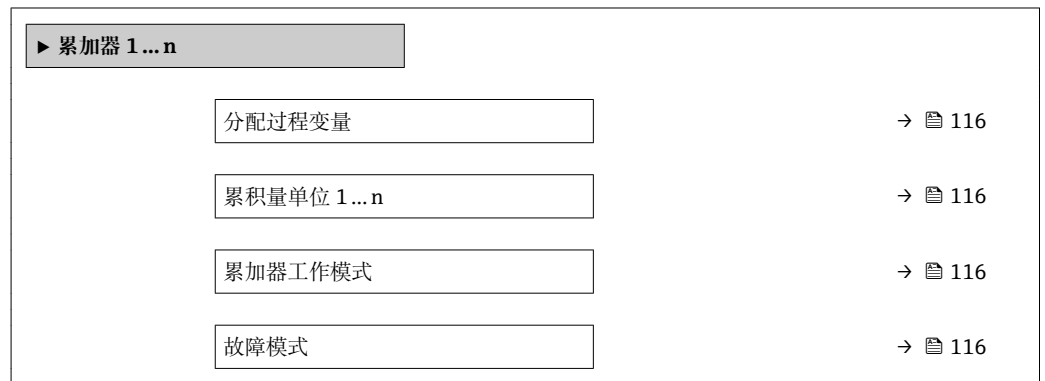 ▶ 累加器 1 … n
分配过程变量 → 🖹 116
累积量单位 1 … n → 🖹 116
累加器工作模式 → 🖹 116
故障模式 → 🖹 116